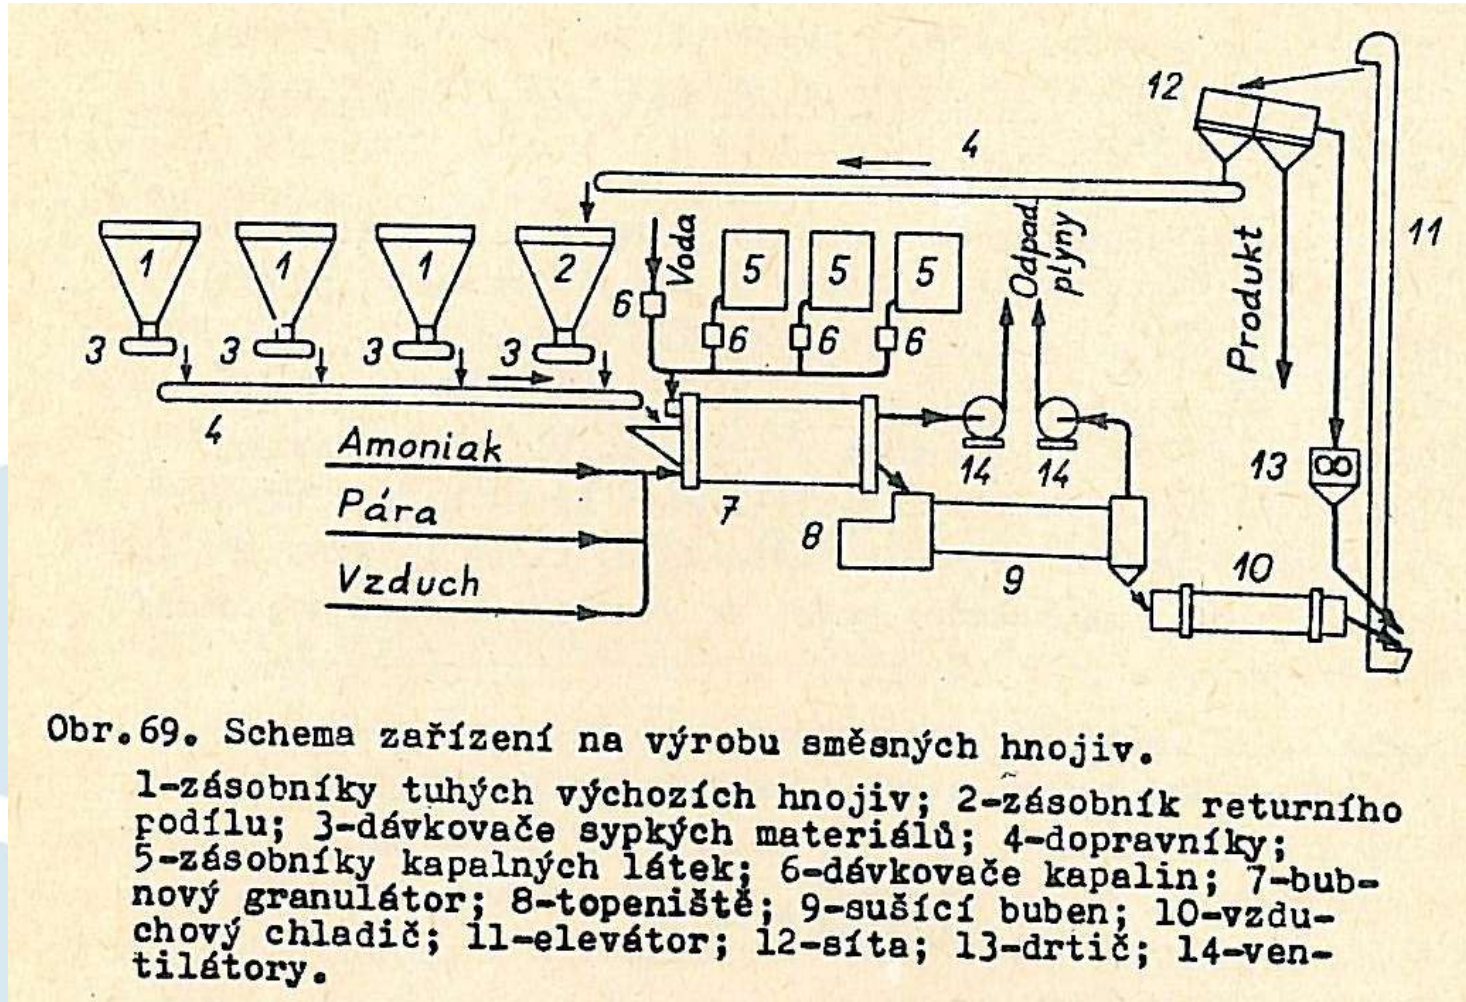 12
4
11
1 1 1 2
Voda
5 5 5
Odpad.
plyny
Produkt
6
3 3 3 3
6 6 6
4
Amoniak
14 14
13
7
Pára
8
10
Vzduch
9
Obr.69. Schema zařízení na výrobu směsných hnojiv.
1-zásobníky tuhých výchozích hnojiv; 2-zásobník returního
podílu; 3-dávkovače sypkých materiálů; 4-dopravníky;
5-zásobníky kapalných látek; 6-dávkovače kapalin; 7-bub-
nový granulátor; 8-topeniště; 9-sušící buben; 10-vzdu-
chový chladič; 11-elevátor; 12-síta; 13-drtič; 14-ven-
tilátory.